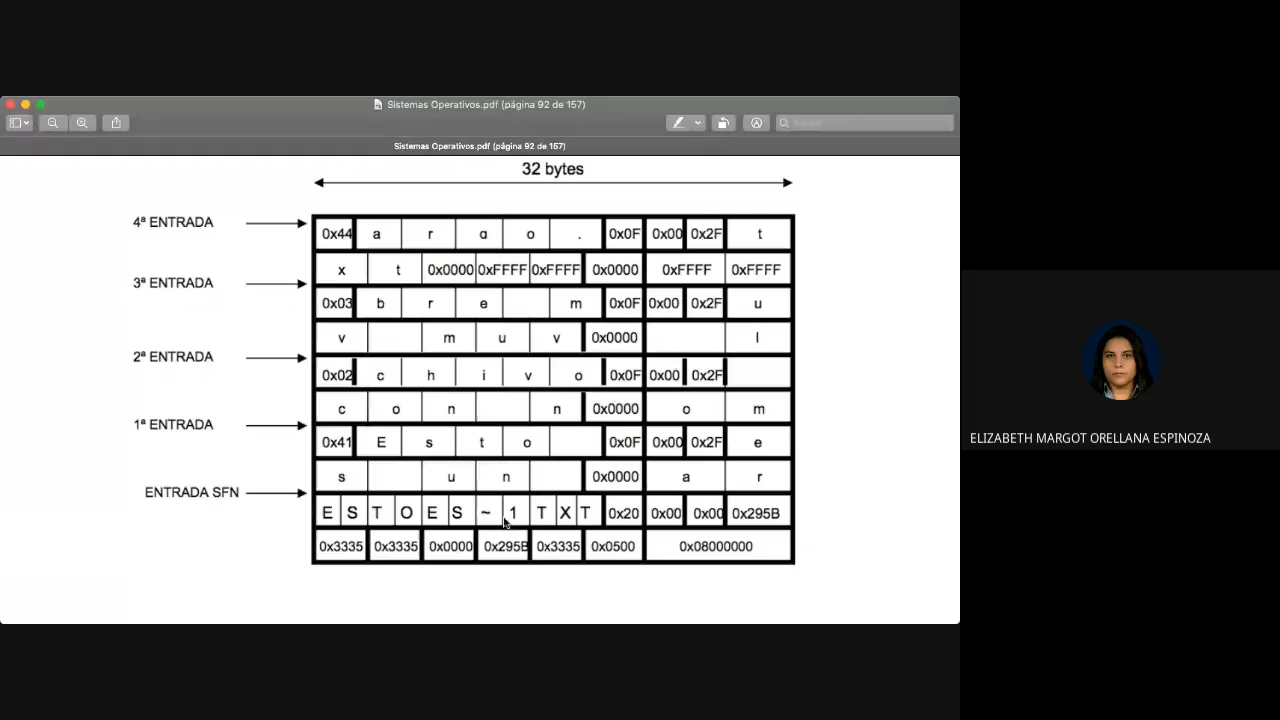 Sistemas Operativos.pdf (página 92 de 157)
Sistemas Operativos.pdf (página 92 de 157)
32 bytes
4ª ENTRADA
0x44 a r g o . 0x0F 0x00 0x2F t
x t 0x0000 0xFFFF 0xFFFF 0x0000 0xFFFF 0xFFFF
3ª ENTRADA
0x03 b r e m 0x0F 0x00 0x2F u
v m u v 0x0000 l
2ª ENTRADA
0x02 c h i v o 0x0F 0x00 0x2F
c o n n 0x0000 o m
1ª ENTRADA
0x41 E s t o 0x0F 0x00 0x2F e
s u n 0x0000 a r
ENTRADA SFN
E S T O E S ~ 1 T X T 0x20 0x00 0x00 0x295B
0x3335 0x3335 0x0000 0x295B 0x3335 0x0500 0x08000000
ELIZABETH MARGOT ORELLANA ESPINOZA